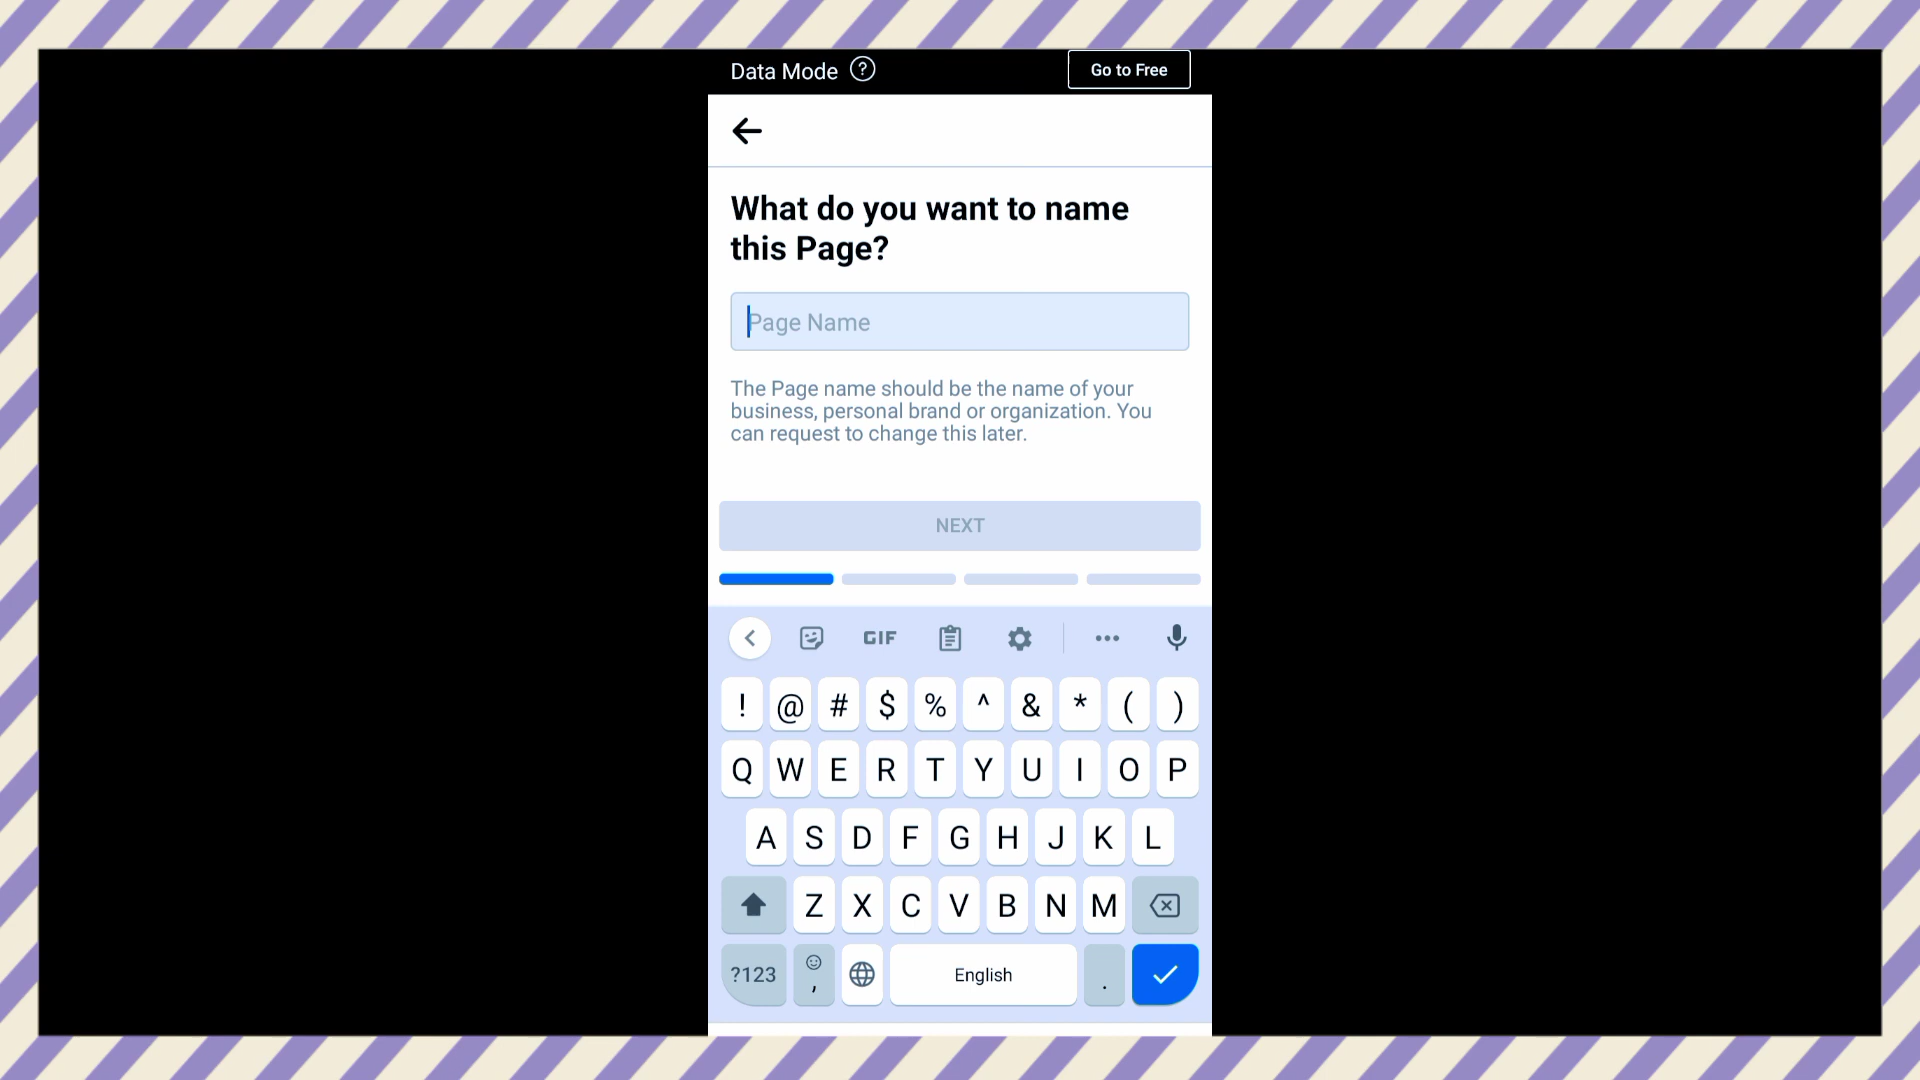 Data Mode ?
Go to Free
What do you want to name
this Page?
Page Name
The Page name should be the name of your
business, personal brand or organization. You
can request to change this later.
NEXT
GIF
! @ # $ % ^ & * ( )
Q W E R T Y U I O P
A S D F G H J K L
Z X C V B N M
?123 , English .